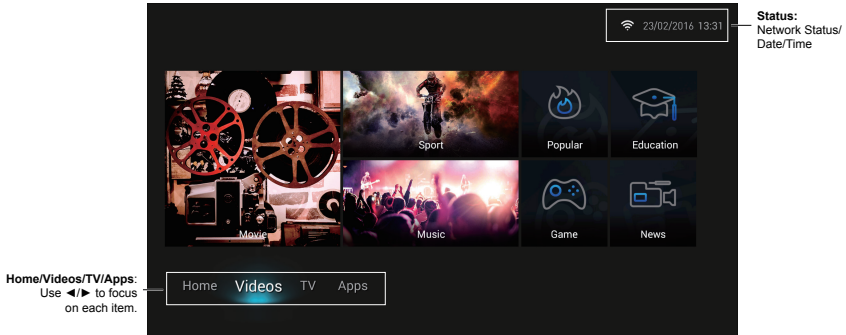 23/02/2016 13:31
Status:
Network Status/
Date/Time
Sport
Popular
Education
Movie
Music
Game
News
Home/Videos/TV/Apps:
Use ◄/► to focus
on each item.
Home Videos TV Apps